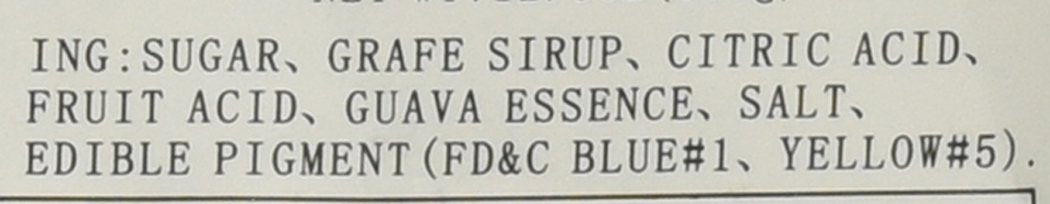 ING:SUGAR、GRAFE SIRUP、CITRIC ACID、
FRUIT ACID、GUAVA ESSENCE、SALT、
EDIBLE PIGMENT(FD&C BLUE#1、YELLOW#5).